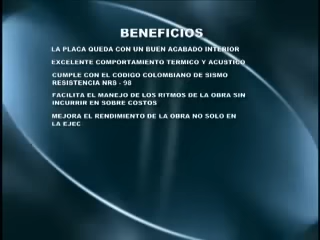 BENEFICIOS
LA PLACA QUEDA CON UN BUEN ACABADO INTERIOR
EXCELENTE COMPORTAMIENTO TERMICO Y ACUSTICO
CUMPLE CON EL CODIGO COLOMBIANO DE SISMO
RESISTENCIA NRS - 98
FACILITA EL MANEJO DE LOS RITMOS DE LA OBRA SIN
INCURRIR EN SOBRE COSTOS
MEJORA EL RENDIMIENTO DE LA OBRA NO SOLO EN
LA EJEC